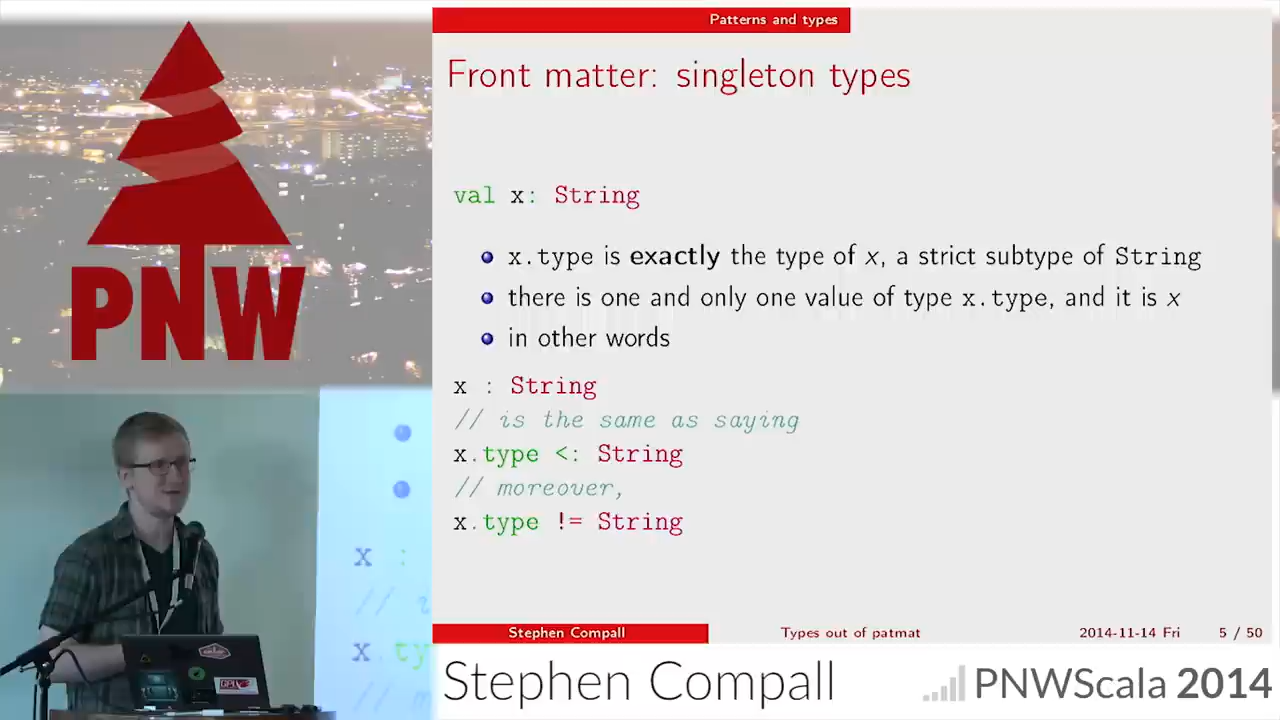 Patterns and types
Front matter: singleton types
val x: String
x.type is exactly the type of x, a strict subtype of String
there is one and only one value of type x.type, and it is x
in other words
x : String
// is the same as saying
x.type <: String
// moreover,
x.type != String
Stephen Compall
Types out of patmat
2014-11-14 Fri
5 / 50
PNW
x :
//
x.ty
//
Stephen Compall
PNWScala 2014